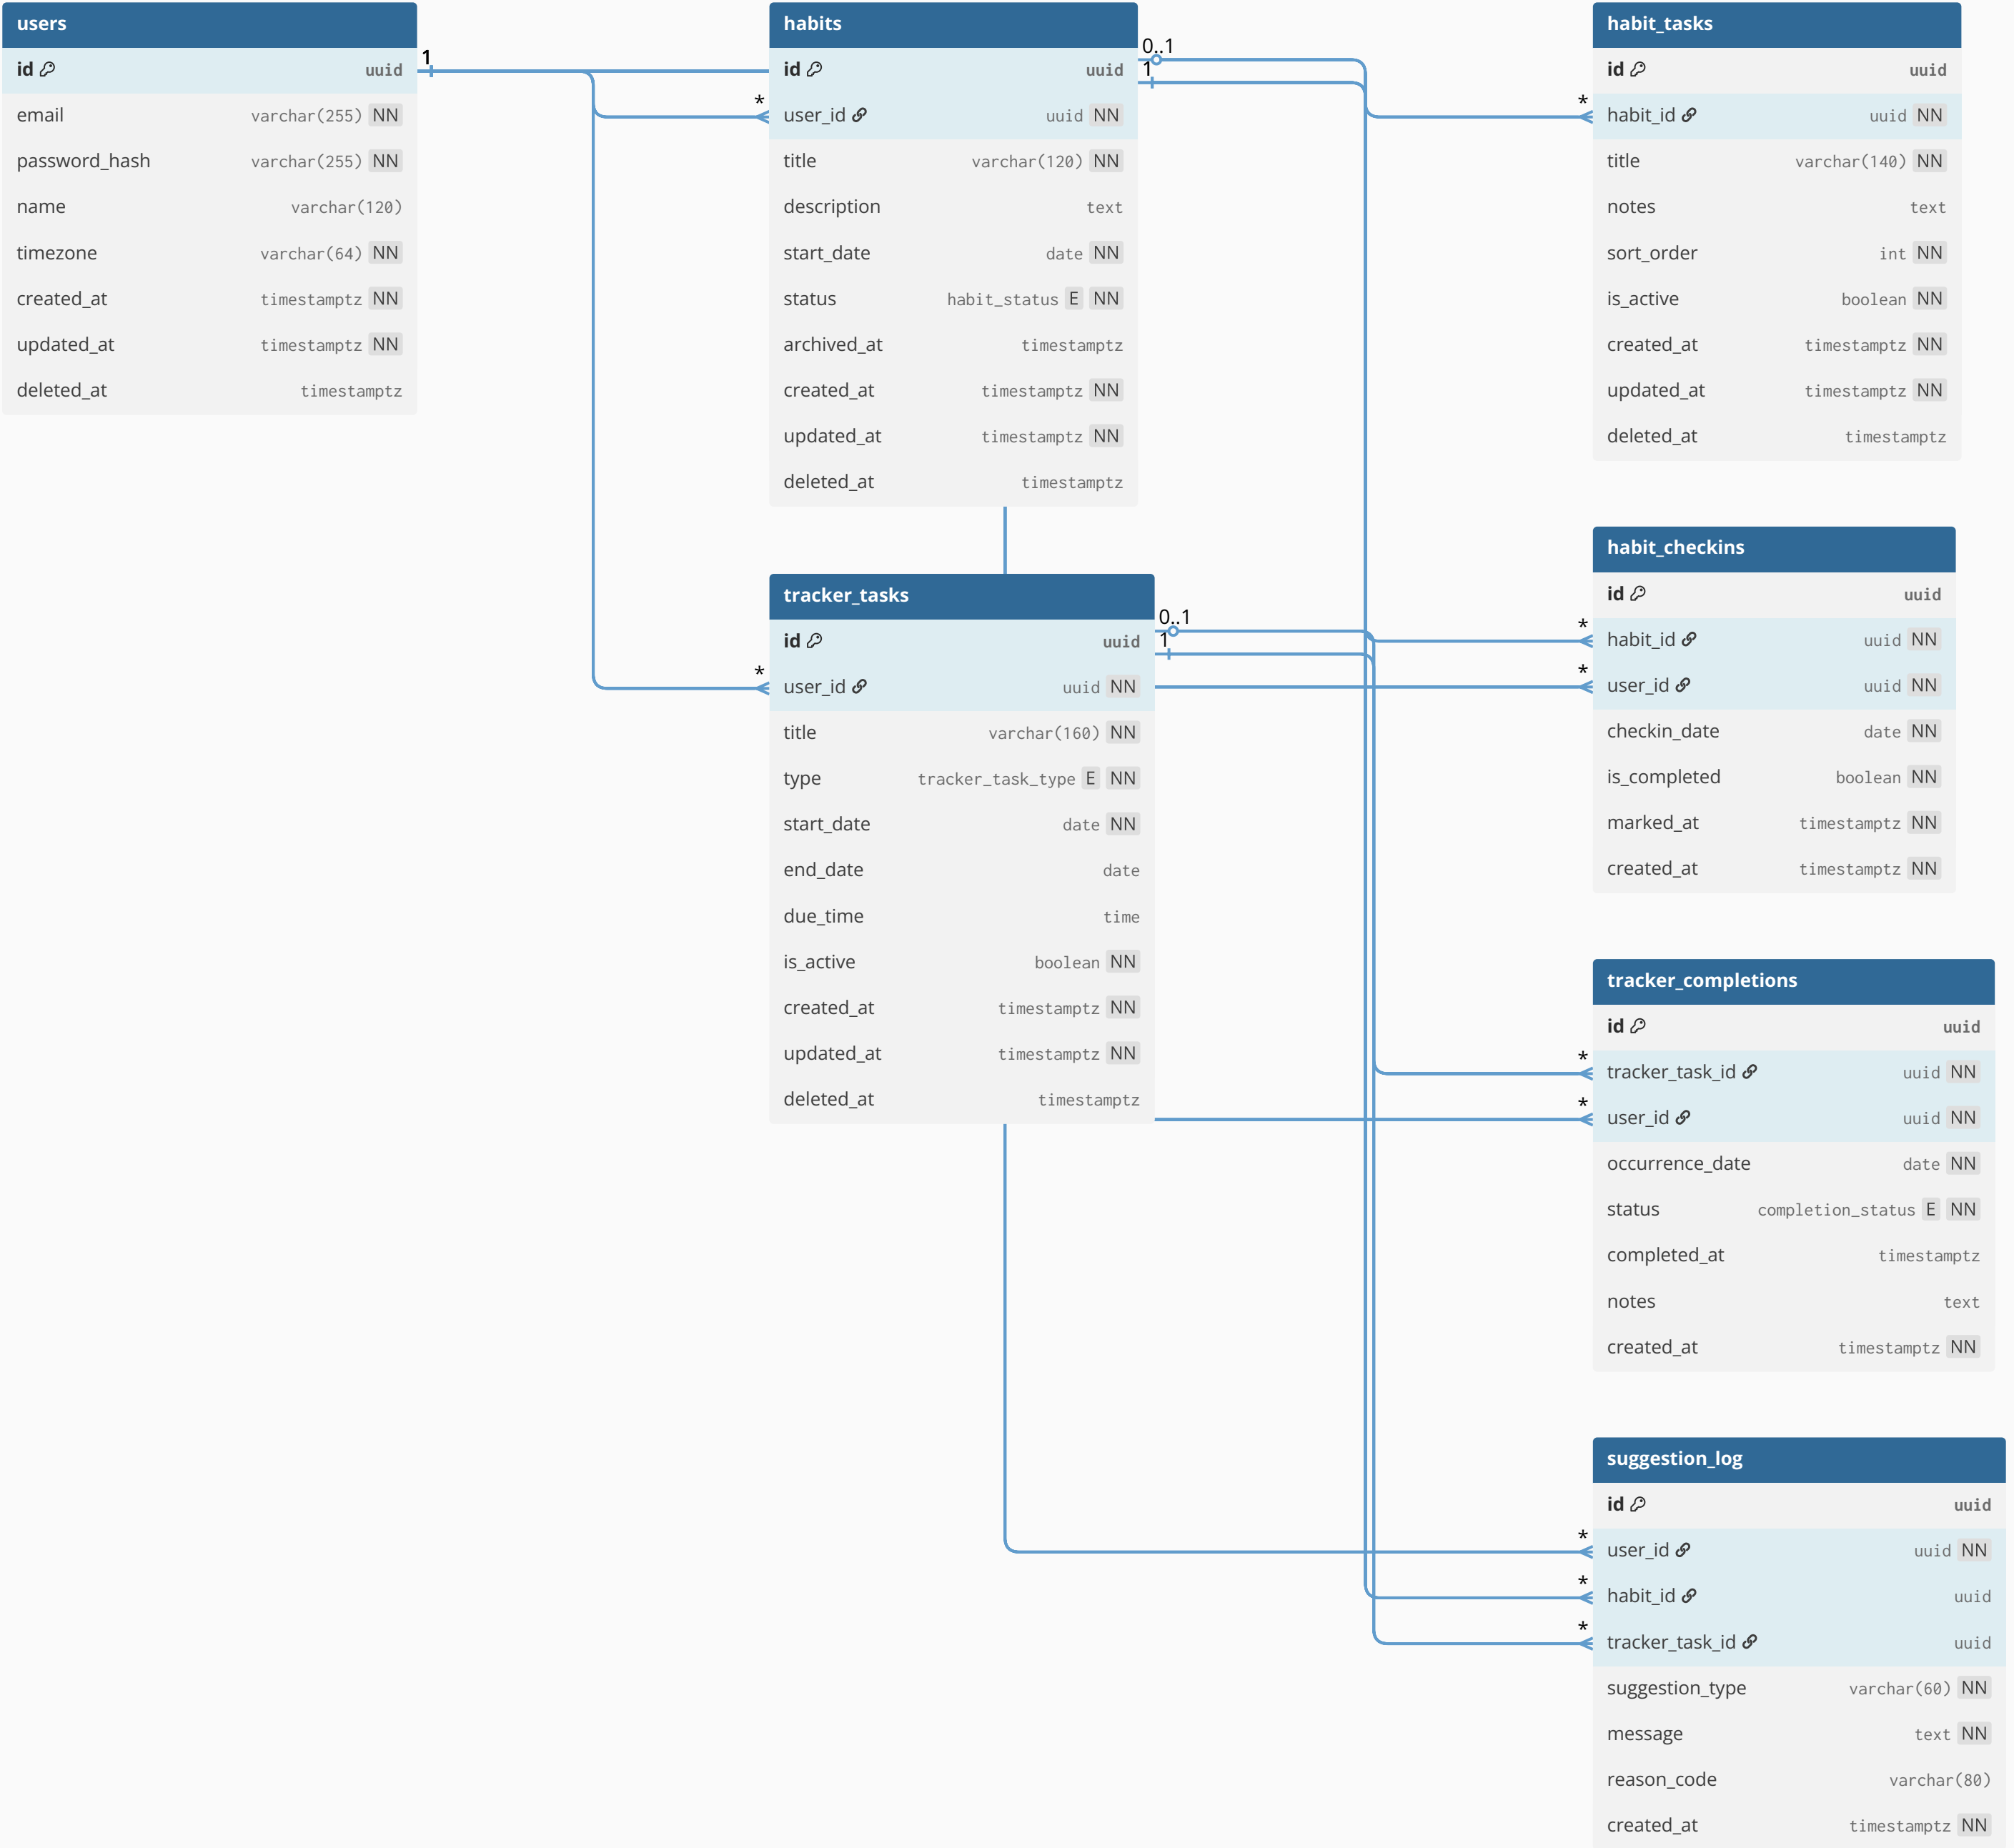 users
id uuid
email varchar(255) NN
password_hash varchar(255) NN
name varchar(120)
timezone varchar(64) NN
created_at timestamptz NN
updated_at timestamptz NN
deleted_at timestamptz
1
*
*
habits
id uuid
user_id uuid NN
title varchar(120) NN
description text
start_date date NN
status habit_status E NN
archived_at timestamptz
created_at timestamptz NN
updated_at timestamptz NN
deleted_at timestamptz
0..1
1
tracker_tasks
id uuid
user_id uuid NN
title varchar(160) NN
type tracker_task_type E NN
start_date date NN
end_date date
due_time time
is_active boolean NN
created_at timestamptz NN
updated_at timestamptz NN
deleted_at timestamptz
0..1
1
habit_tasks
id uuid
* habit_id uuid NN
title varchar(140) NN
notes text
sort_order int NN
is_active boolean NN
created_at timestamptz NN
updated_at timestamptz NN
deleted_at timestamptz
habit_checkins
id uuid
* habit_id uuid NN
* user_id uuid NN
checkin_date date NN
is_completed boolean NN
marked_at timestamptz NN
created_at timestamptz NN
tracker_completions
id uuid
* tracker_task_id uuid NN
* user_id uuid NN
occurrence_date date NN
status completion_status E NN
completed_at timestamptz
notes text
created_at timestamptz NN
suggestion_log
id uuid
* user_id uuid NN
* habit_id uuid
* tracker_task_id uuid
suggestion_type varchar(60) NN
message text NN
reason_code varchar(80)
created_at timestamptz NN